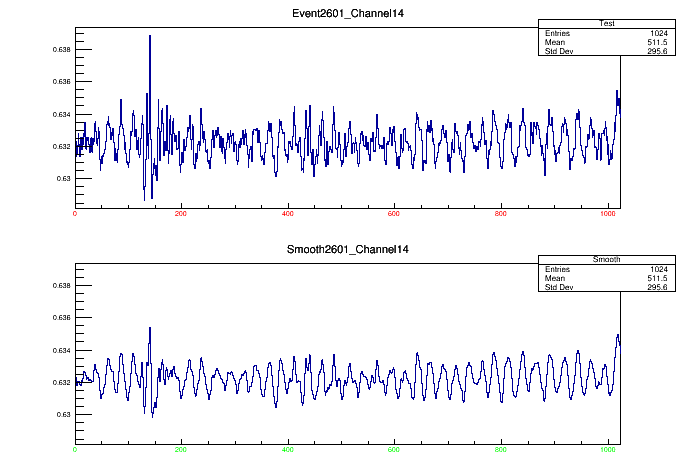 Event2601_Channel14
Test
Entries 1024
Mean 511.5
Std Dev 295.6
0.638
0.636
0.634
0.632
0.63
0 200 400 600 800 1000
Smooth2601_Channel14
Smooth
Entries 1024
Mean 511.5
Std Dev 295.6
0.638
0.636
0.634
0.632
0.63
0 200 400 600 800 1000